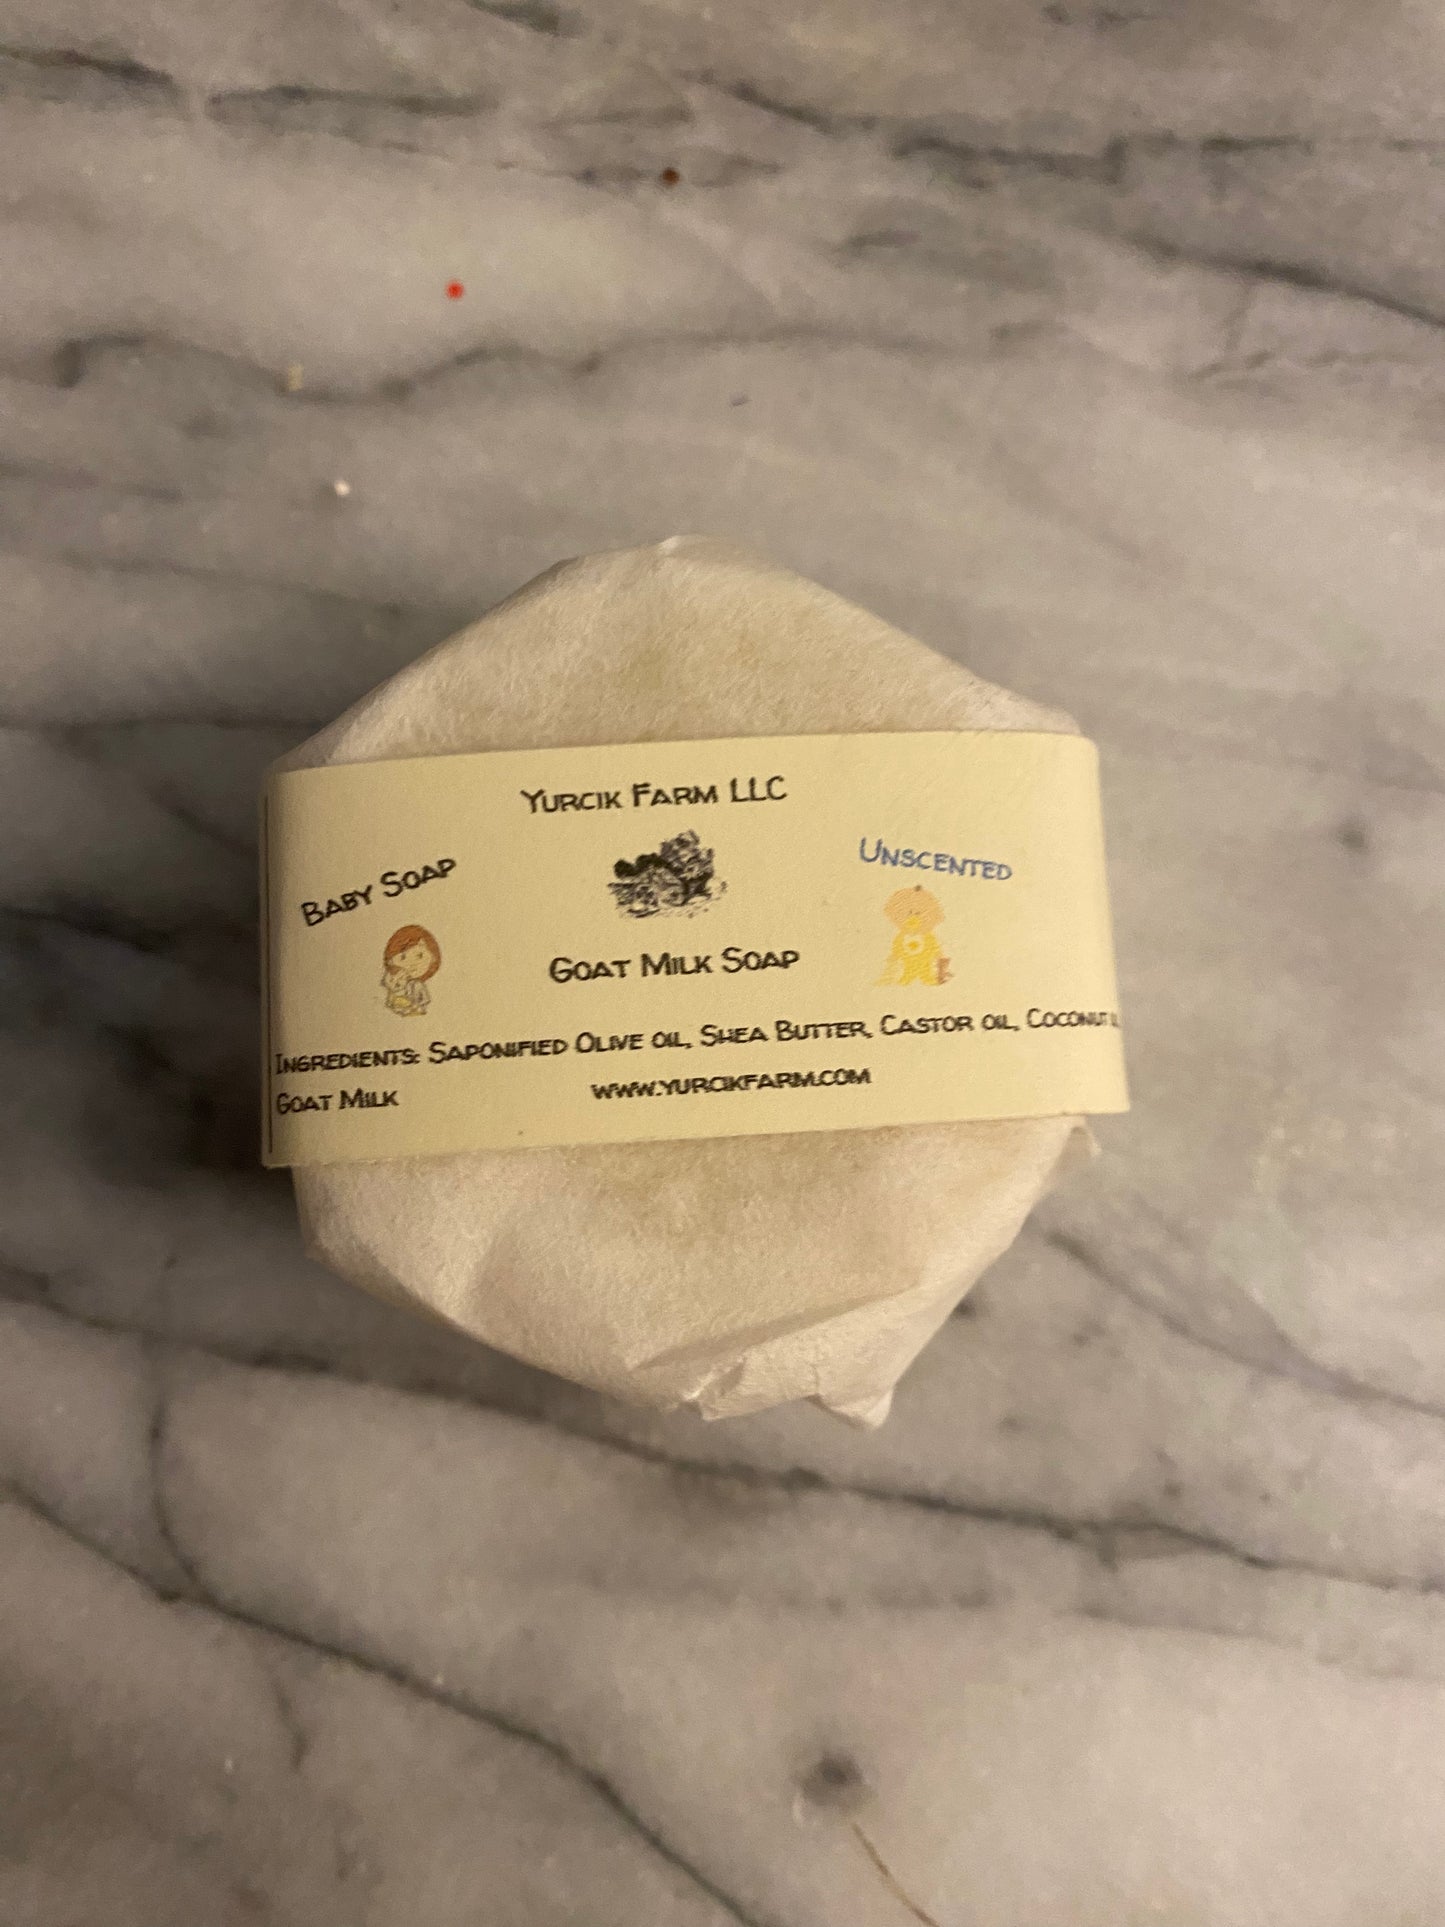 Yurcik Farm LLC
Baby Soap
Unscented
Goat Milk Soap
Ingredients: Saponified Olive oil, Shea Butter, Castor oil, Coconut
Goat Milk
www.yurcikfarm.com